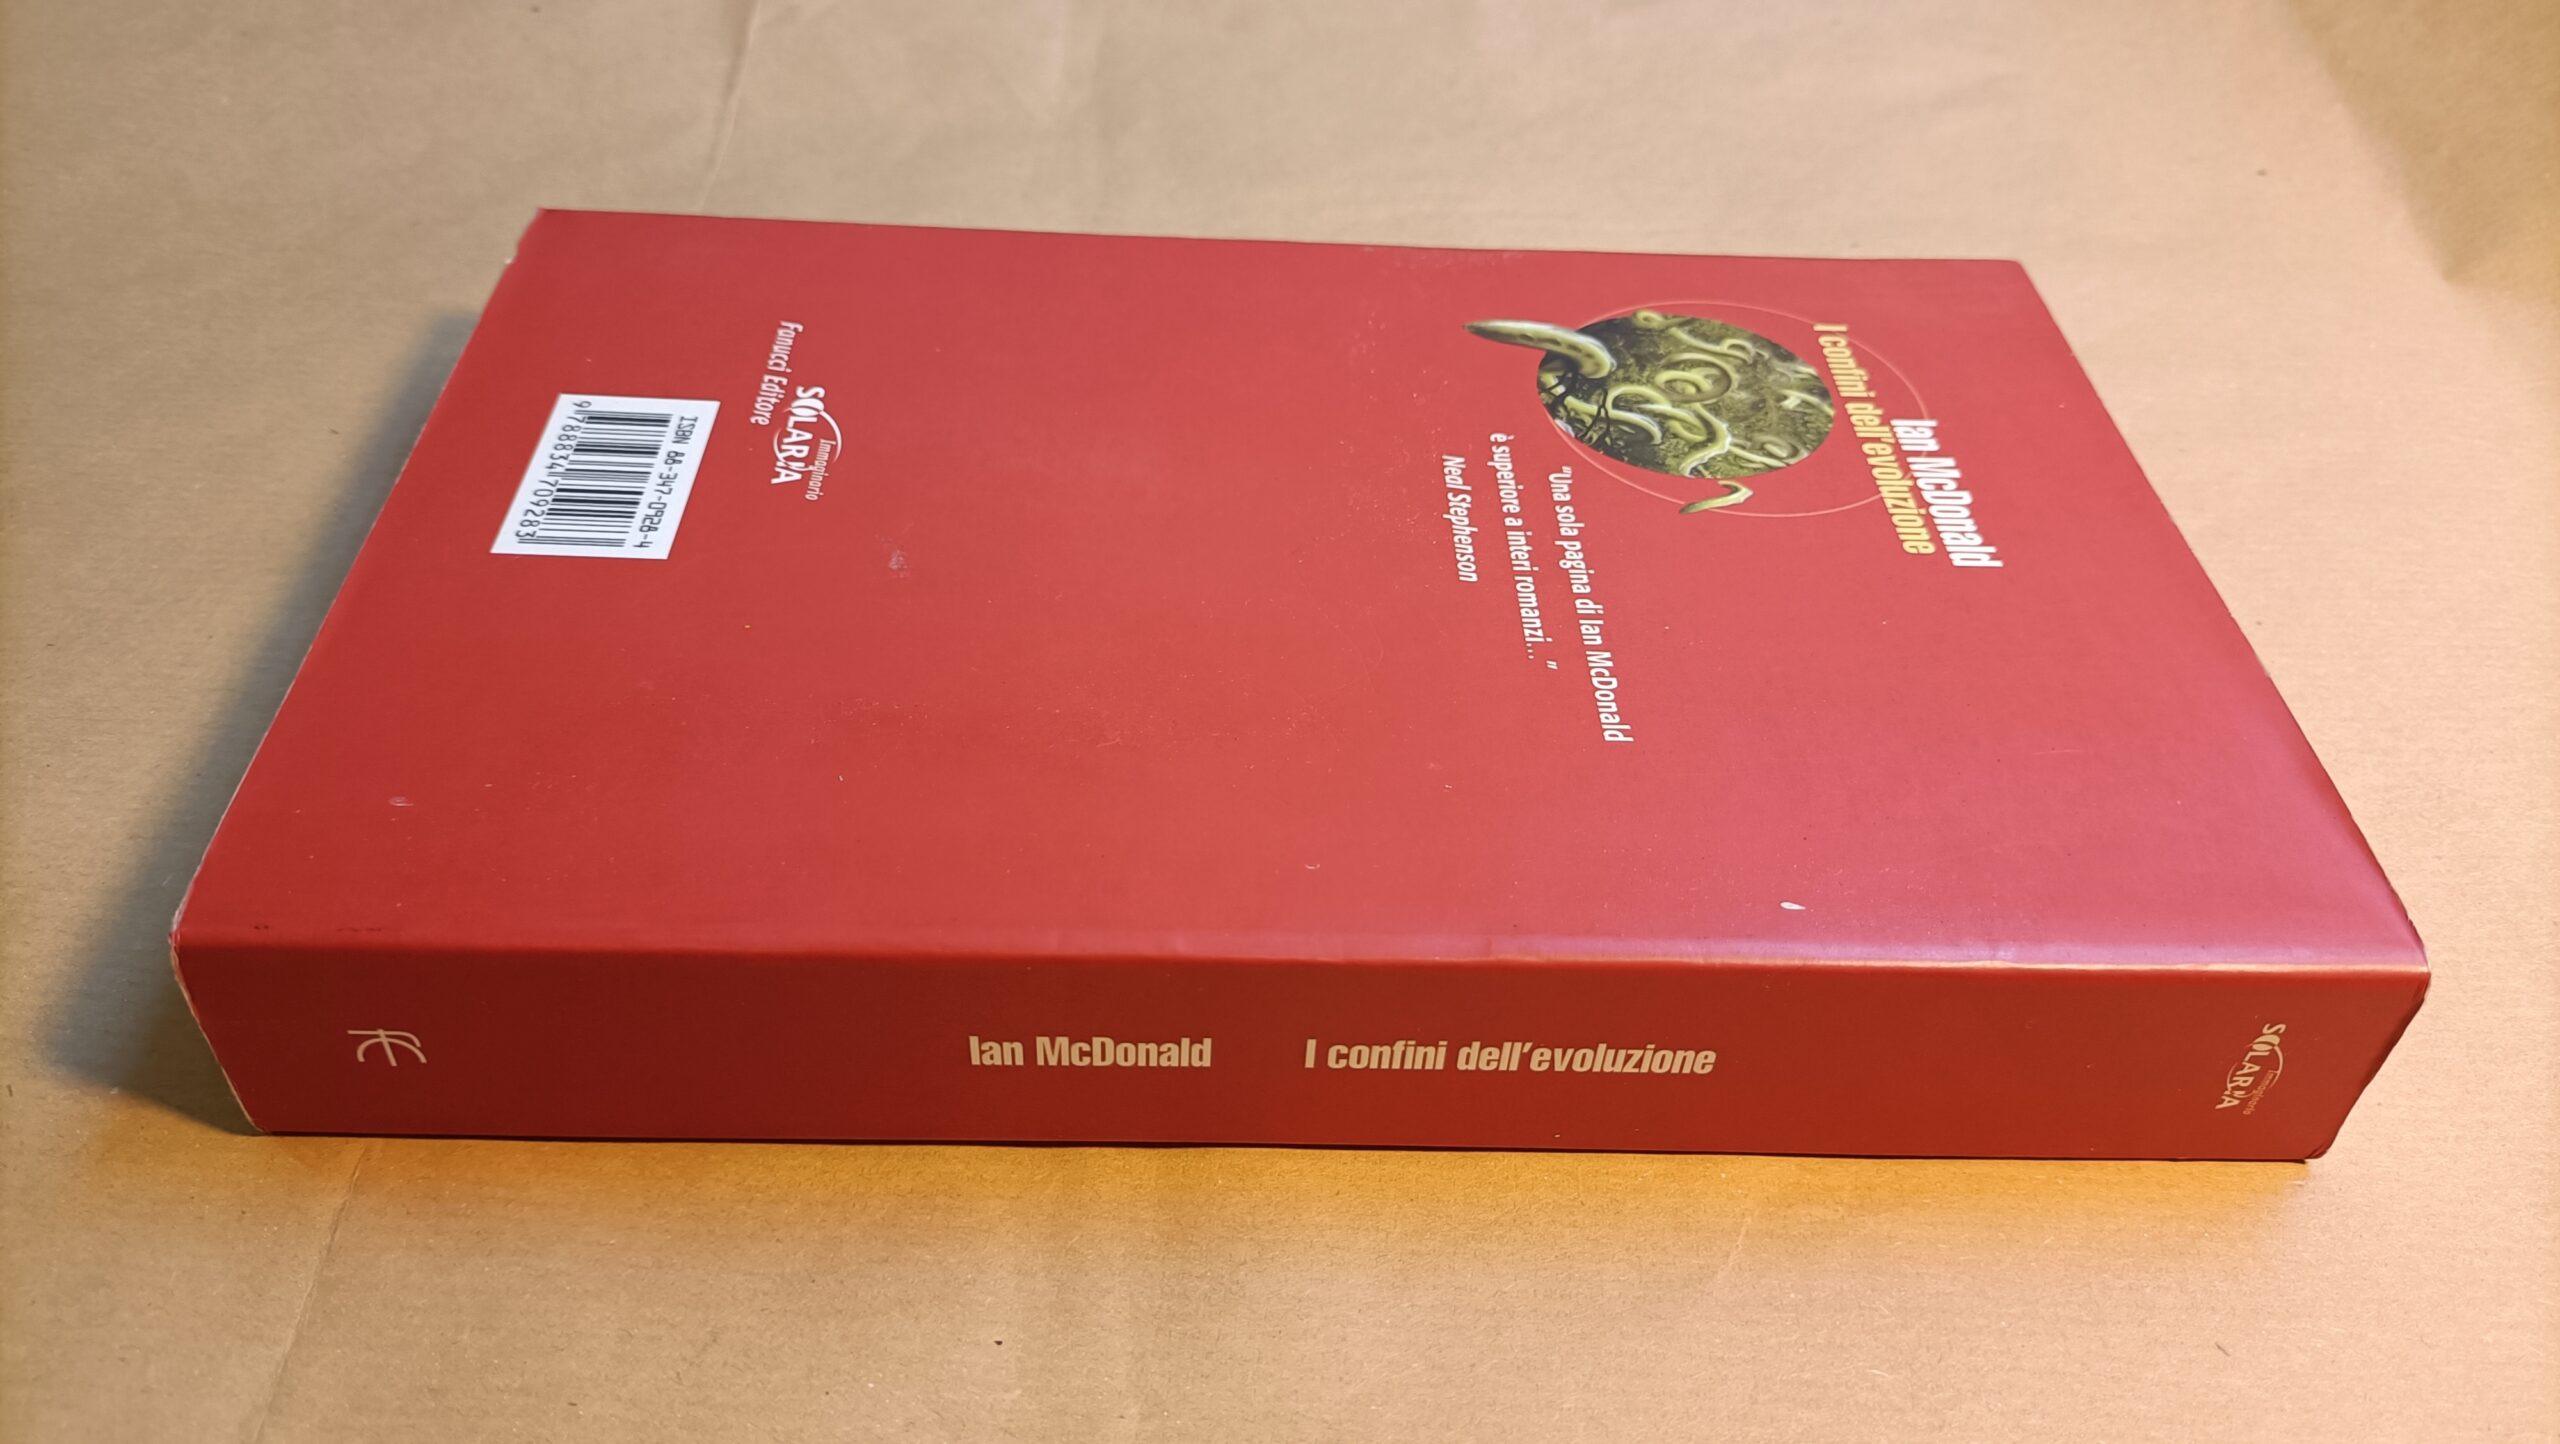 Ian McDonald
I confini dell'evoluzione
"Una sola pagina di Ian McDonald
è superiore a interi romanzi..."
Neal Stephenson
Immaginario
SOLARIA
Fanucci Editore
ISBN 88-347-0928-4
9 788834 709283
Ian McDonald I confini dell'evoluzione
Immaginario
SOLARIA